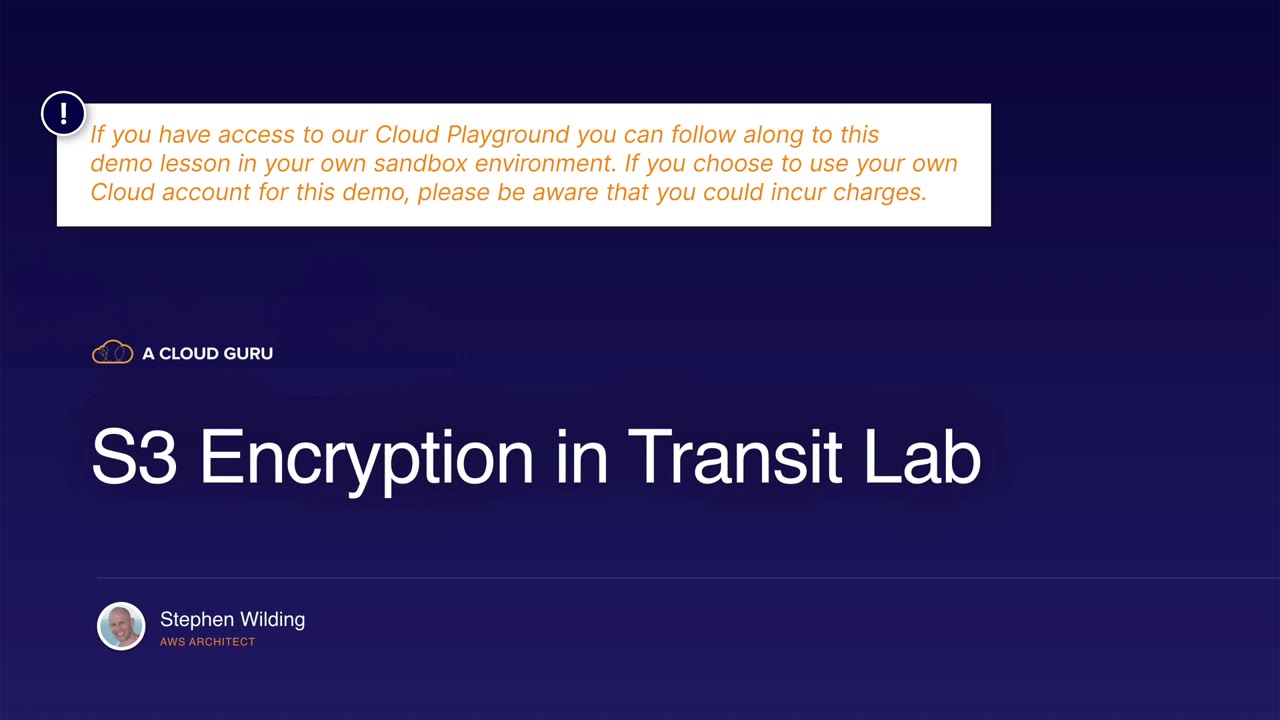 !
If you have access to our Cloud Playground you can follow along to this
demo lesson in your own sandbox environment. If you choose to use your own
Cloud account for this demo, please be aware that you could incur charges.
A CLOUD GURU
S3 Encryption in Transit Lab
Stephen Wilding
AWS ARCHITECT